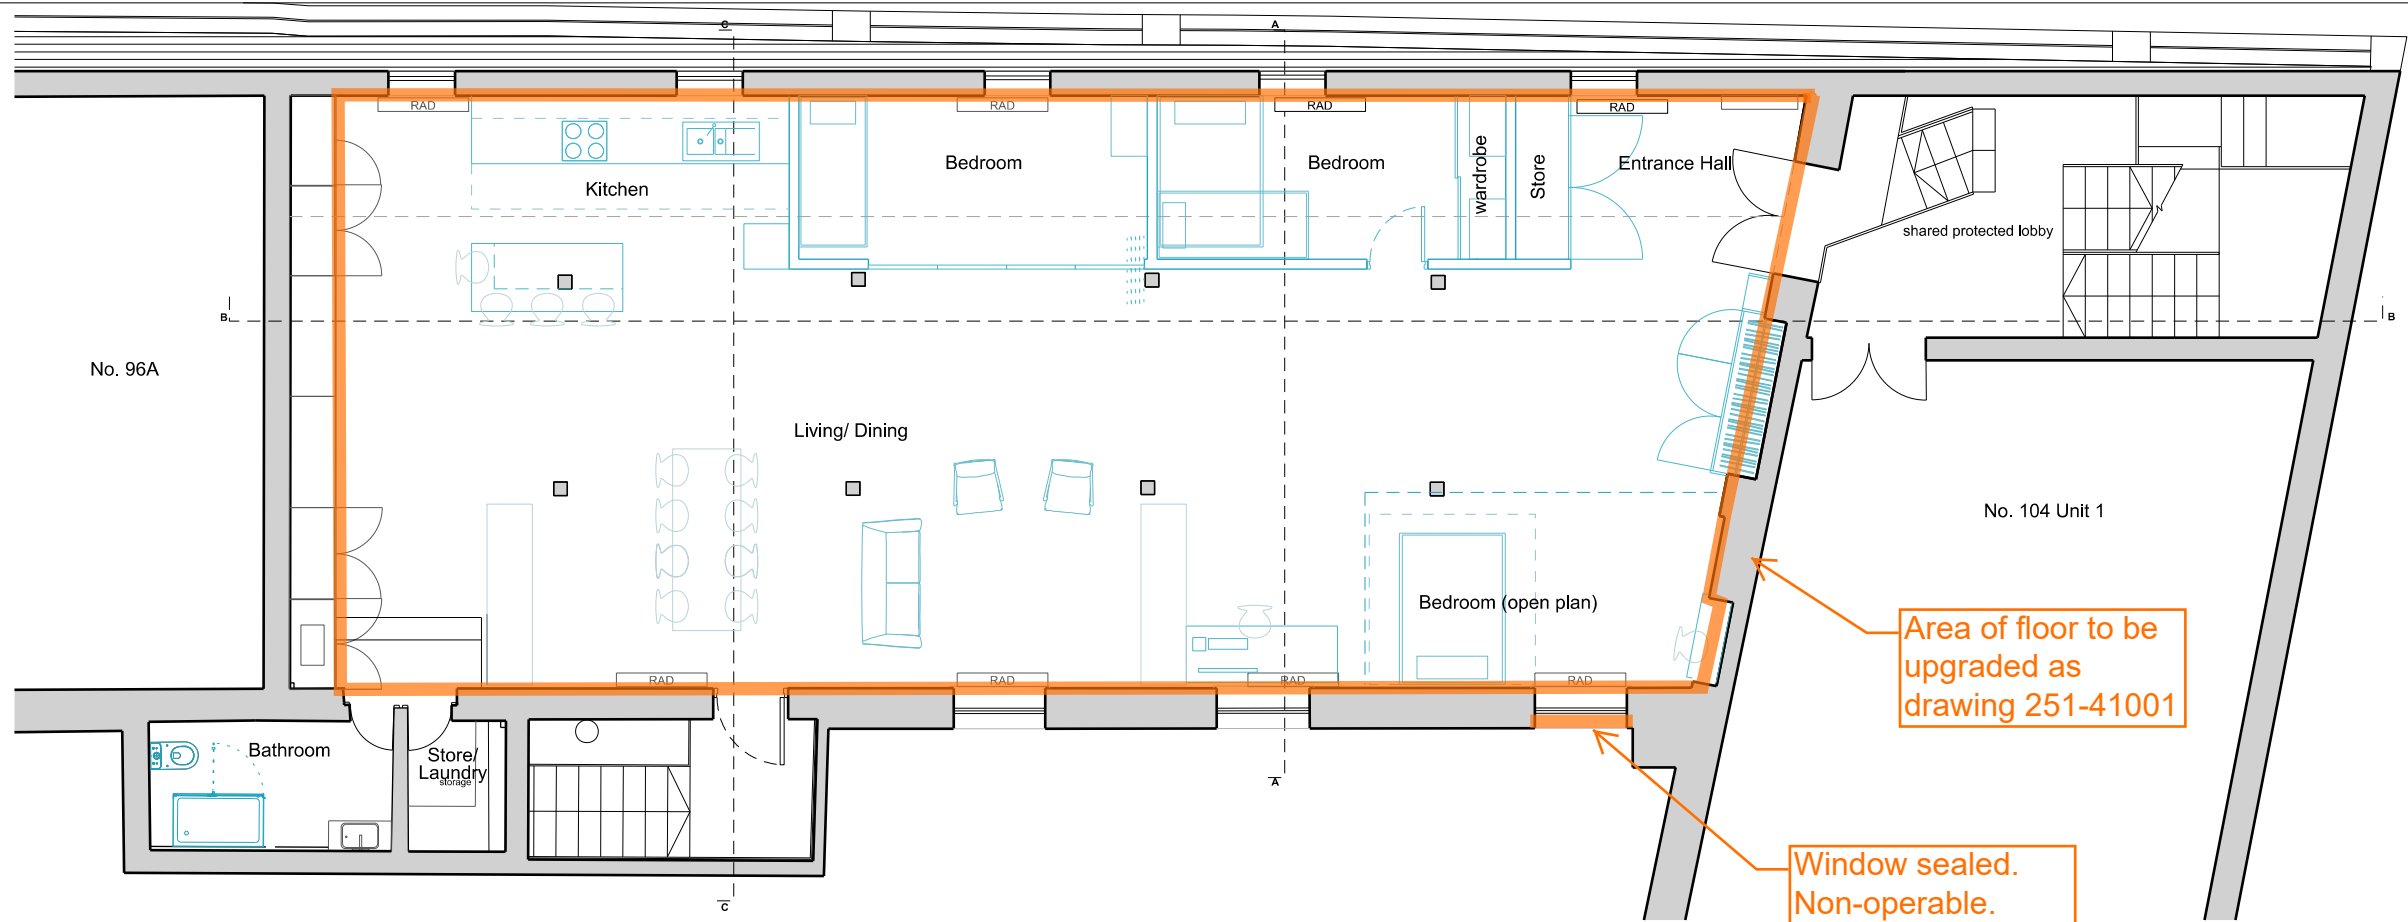 C
A
RAD
RAD
RAD
RAD
Kitchen
Bedroom
Bedroom
wardrobe
Store
Entrance Hall
shared protected lobby
N
B
B
No. 96A
Living/ Dining
No. 104 Unit 1
Bedroom (open plan)
Area of floor to be
upgraded as
drawing 251-41001
RAD
RAD
RAD
RAD
Bathroom
Store/
Laundry
storage
A
Window sealed.
Non-operable.
C